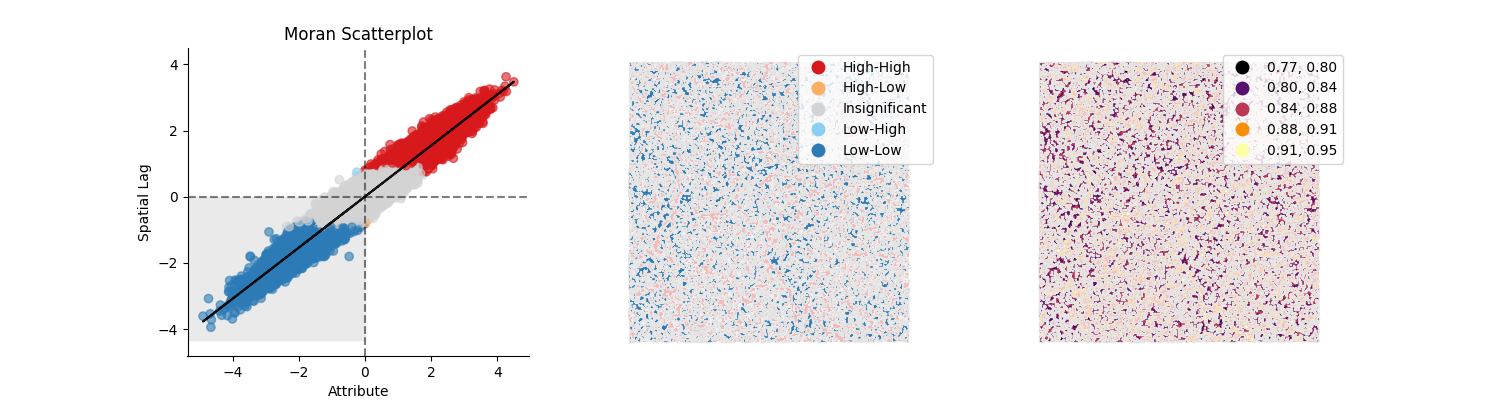 Moran Scatterplot
4
2
0
−2
−4
Spatial Lag
−4
−2
0
2
4
Attribute
High-High
High-Low
Insignificant
Low-High
Low-Low
0.77, 0.80
0.80, 0.84
0.84, 0.88
0.88, 0.91
0.91, 0.95